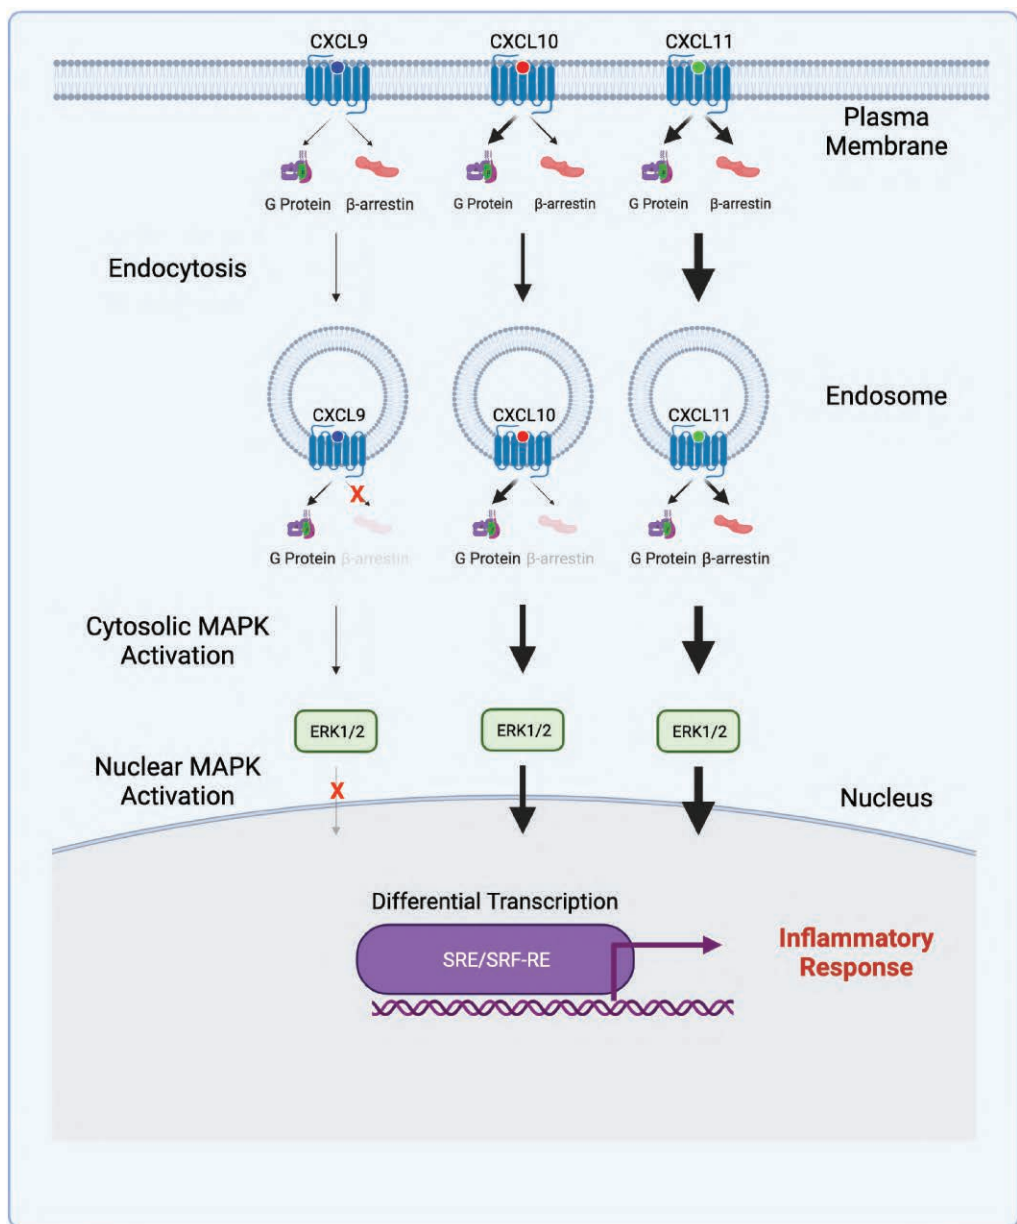 CXCL9 CXCL10 CXCL11
Plasma
Membrane
G Protein β-arrestin G Protein β-arrestin G Protein β-arrestin
Endocytosis
Endosome
CXCL9 CXCL10 CXCL11
X
G Protein β-arrestin G Protein β-arrestin G Protein β-arrestin
Cytosolic MAPK
Activation
ERK1/2 ERK1/2 ERK1/2
Nuclear MAPK
Activation
X
Nucleus
Differential Transcription
SRE/SRF-RE
Inflammatory
Response